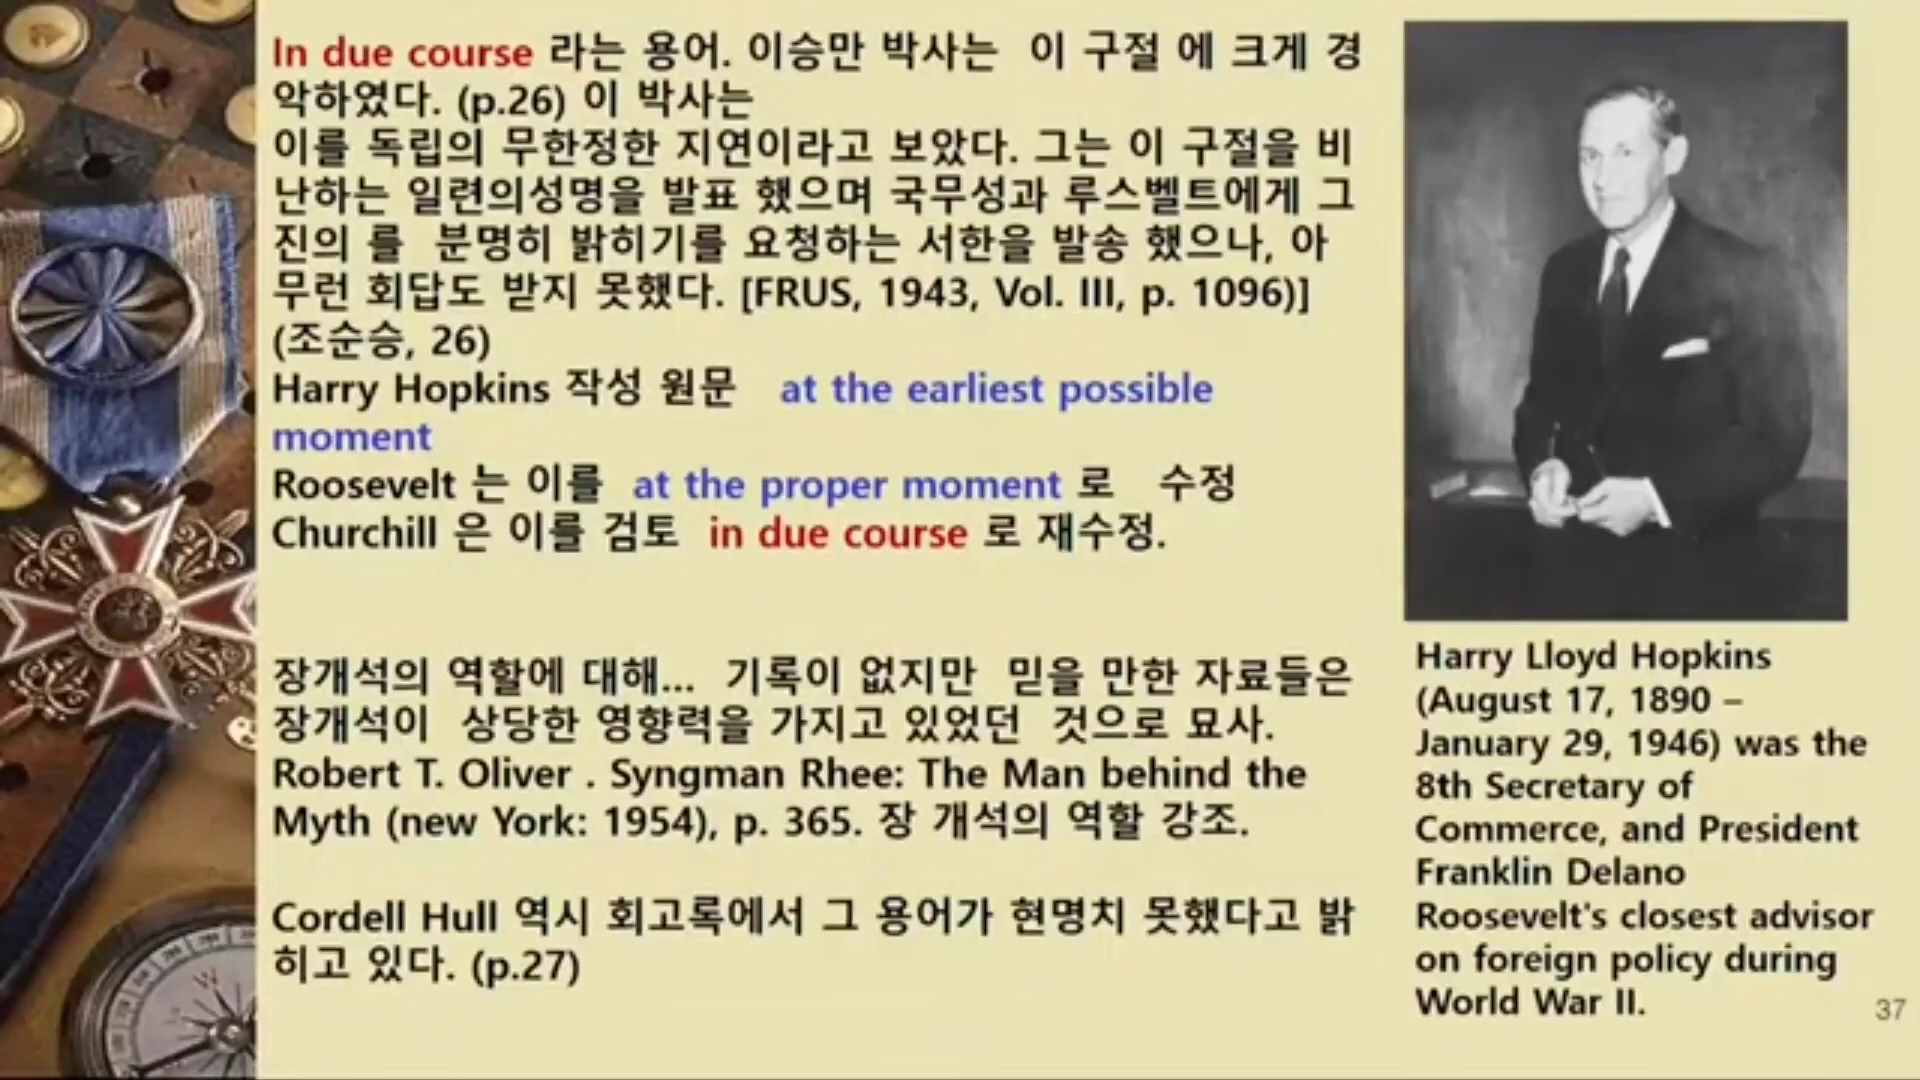 In due course 라는 용어. 이승만 박사는 이 구절 에 크게 경
악하였다. (p.26) 이 박사는
이를 독립의 무한정한 지연이라고 보았다. 그는 이 구절을 비
난하는 일련의성명을 발표 했으며 국무성과 루스벨트에게 그
진의 를 분명히 밝히기를 요청하는 서한을 발송 했으나, 아
무런 회답도 받지 못했다. [FRUS, 1943, Vol. III, p. 1096)]
(조순승, 26)
Harry Hopkins 작성 원문 at the earliest possible
moment
Roosevelt 는 이를 at the proper moment 로 수정
Churchill 은 이를 검토 in due course 로 재수정.
장개석의 역할에 대해... 기록이 없지만 믿을 만한 자료들은
장개석이 상당한 영향력을 가지고 있었던 것으로 묘사.
Robert T. Oliver . Syngman Rhee: The Man behind the
Myth (new York: 1954), p. 365. 장 개석의 역할 강조.
Cordell Hull 역시 회고록에서 그 용어가 현명치 못했다고 밝
히고 있다. (p.27)
Harry Lloyd Hopkins
(August 17, 1890 –
January 29, 1946) was the
8th Secretary of
Commerce, and President
Franklin Delano
Roosevelt's closest advisor
on foreign policy during
World War II.
37